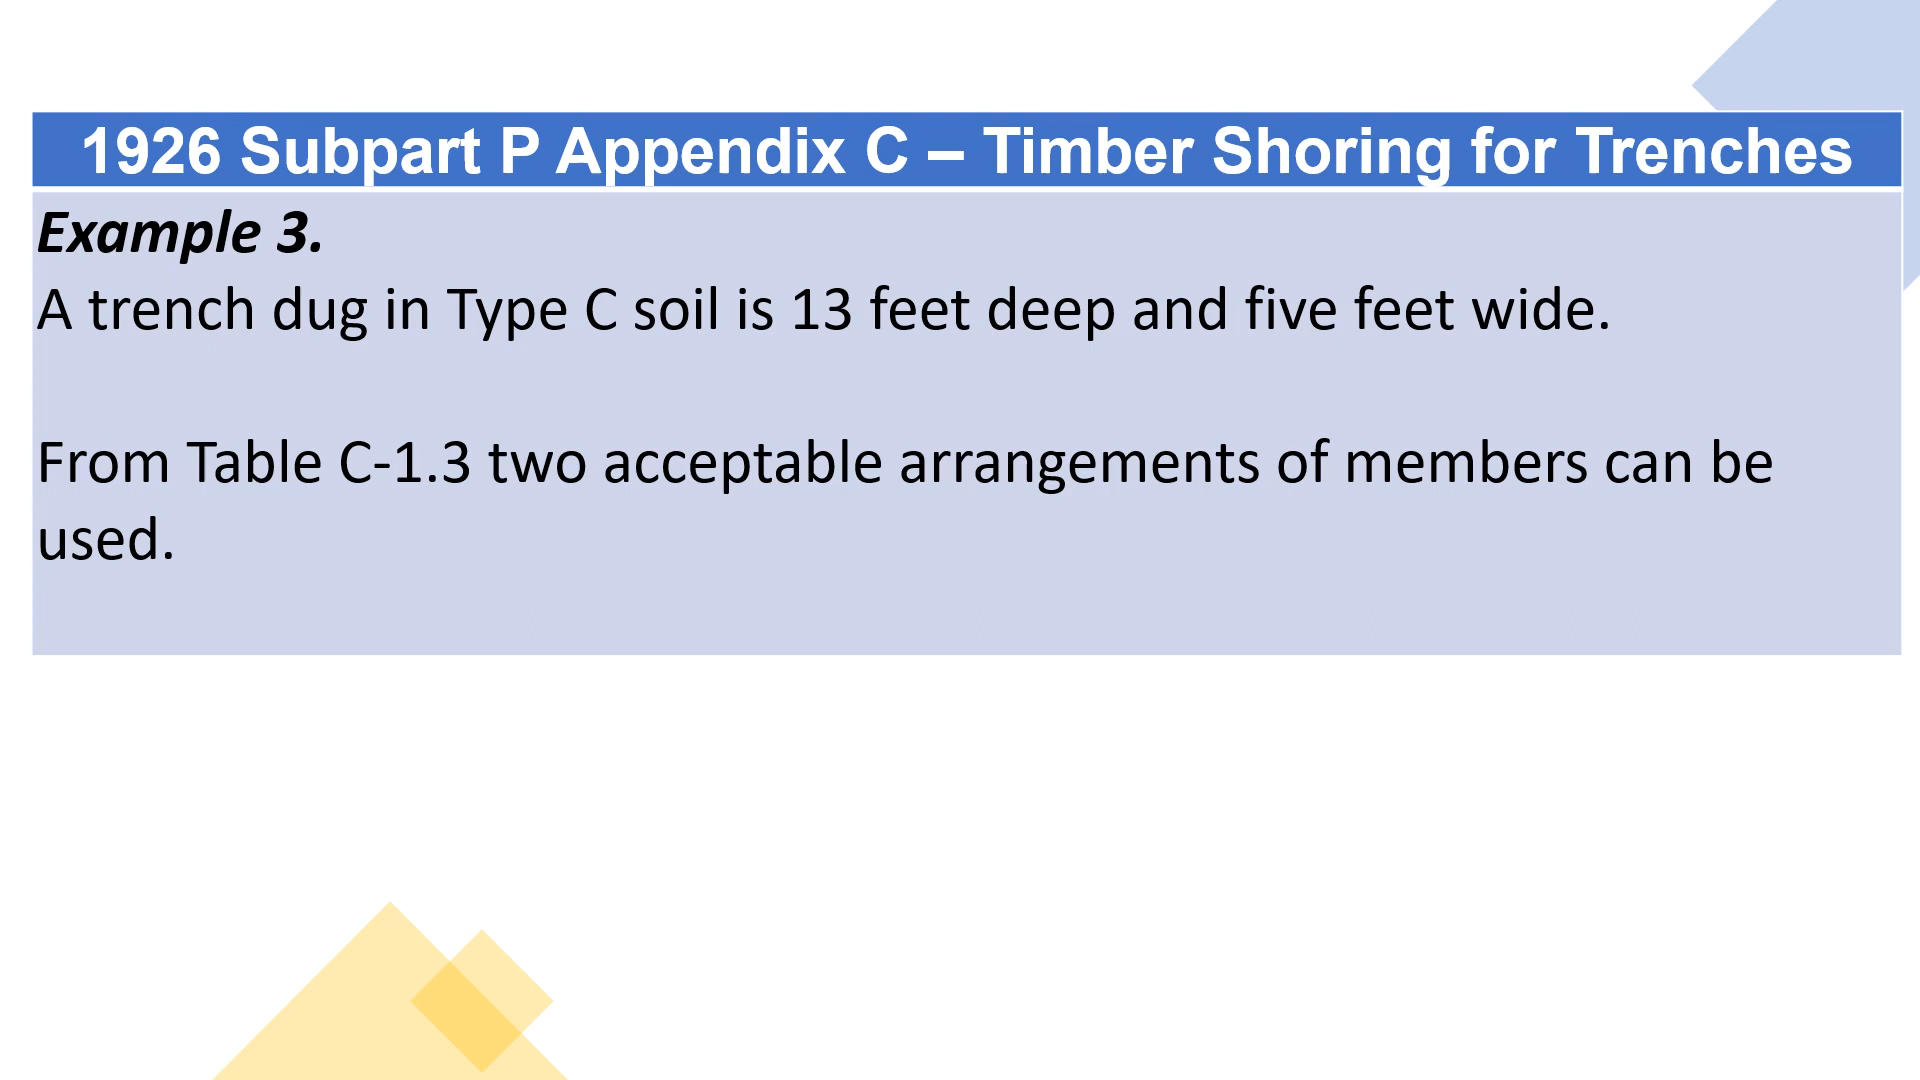 1926 Subpart P Appendix C – Timber Shoring for Trenches
Example 3.
A trench dug in Type C soil is 13 feet deep and five feet wide.
From Table C-1.3 two acceptable arrangements of members can be
used.